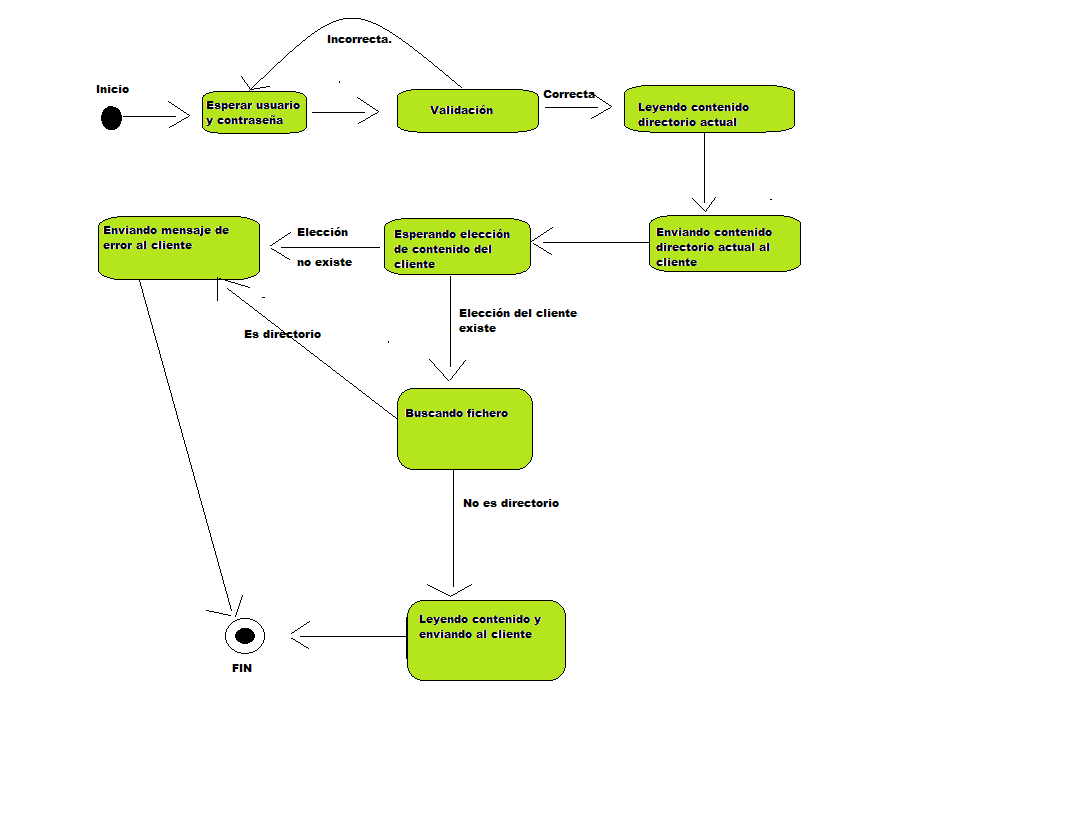 Incorrecta.
Inicio
Esperar usuario
y contraseña
Validación
Correcta
Leyendo contenido
directorio actual
Enviando mensaje de
error al cliente
Elección
no existe
Esperando elección
de contenido del
cliente
Enviando contenido
directorio actual al
cliente
Elección del cliente
existe
Es directorio
Buscando fichero
No es directorio
Leyendo contenido y
enviando al cliente
FIN